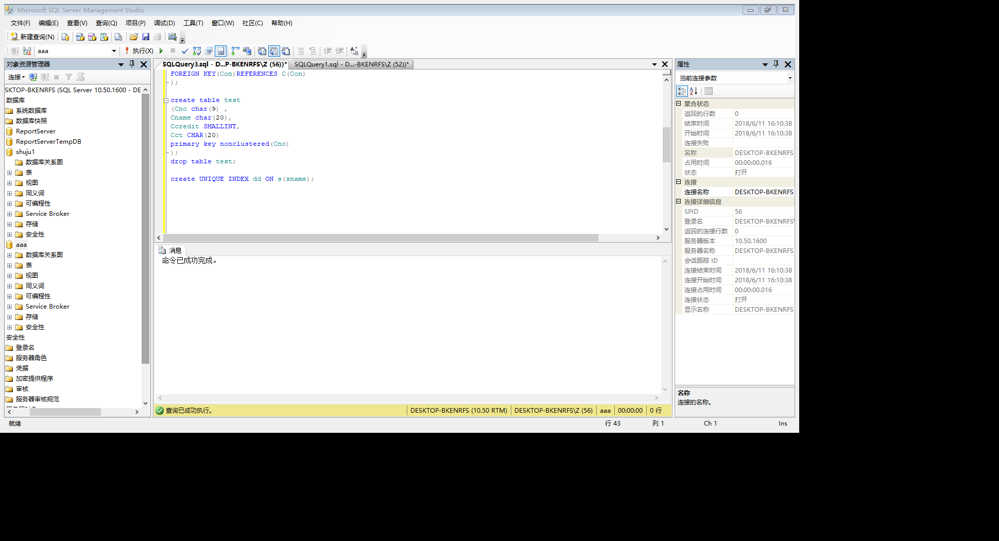 Microsoft SQL Server Management Studio
文件(F) 编辑(E) 查看(V) 查询(Q) 项目(P) 调试(D) 工具(T) 窗口(W) 社区(C) 帮助(H)
新建查询(N)
aaa 执行(X)
对象资源管理器
连接
SKTOP-BKENRFS (SQL Server 10.50.1600 - DE
数据库
系统数据库
数据库快照
ReportServer
ReportServerTempDB
shuju1
数据库关系图
表
视图
同义词
可编程性
Service Broker
存储
安全性
aaa
数据库关系图
表
视图
同义词
可编程性
Service Broker
存储
安全性
安全性
登录名
服务器角色
凭据
加密提供程序
审核
服务器审核规范
SQLQuery3.sql - D...P-BKENRFS\Z (56))* SQLQuery1.sql - D...-BKENRFS\Z (52))*
FOREIGN KEY(Con)REFERENCES C(Con)
);
create table test
(Cno char(9) ,
Cname char(20),
Ccredit SMALLINT,
Cct CHAR(20)
primary key nonclustered(Cno)
);
drop table test;
create UNIQUE INDEX dd ON s(sname);
消息
命令已成功完成。
查询已成功执行。 DESKTOP-BKENRFS (10.50 RTM) DESKTOP-BKENRFS\Z (56) aaa 00:00:00 0 行
属性
当前连接参数
聚合状态
返回的行数 0
结束时间 2018/6/11 16:10:38
开始时间 2018/6/11 16:10:38
连接失败
名称 DESKTOP-BKENRFS
占用时间 00:00:00.016
状态 打开
连接
连接名称 DESKTOP-BKENRFS
连接详细信息
SPID 56
登录名 DESKTOP-BKENRFS\
返回的连接行数 0
服务器版本 10.50.1600
服务器名称 DESKTOP-BKENRFS
会话跟踪 ID
连接结束时间 2018/6/11 16:10:38
连接开始时间 2018/6/11 16:10:38
连接占用时间 00:00:00.016
连接状态 打开
显示名称 DESKTOP-BKENRFS
名称
连接的名称。
就绪 行 43 列 1 Ch 1 Ins